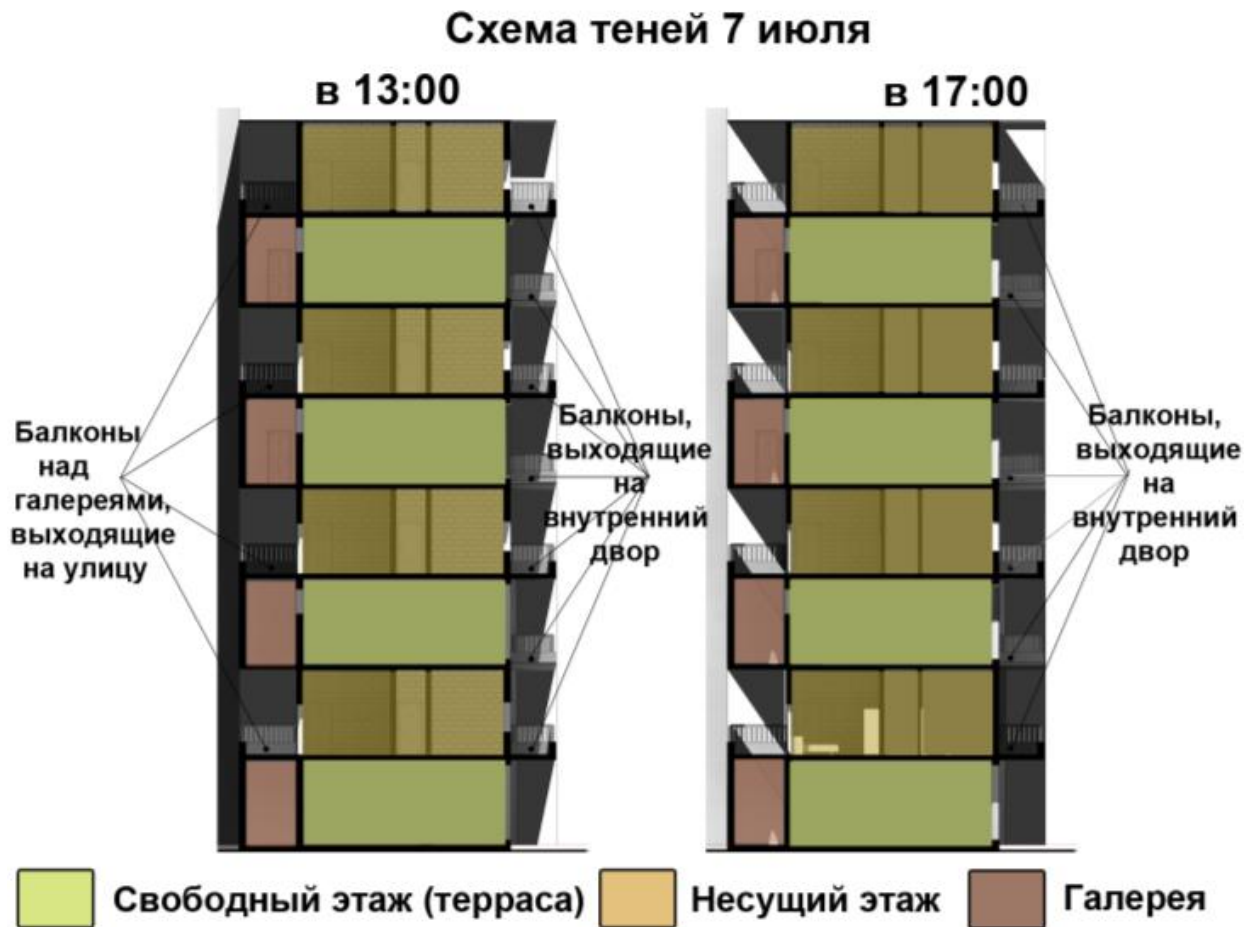 Схема теней 7 июля
в 13:00
в 17:00
Балконы
над
галереями,
выходящие
на улицу
Балконы,
выходящие
на
внутренний
двор
Балконы,
выходящие
на
внутренний
двор
Свободный этаж (терраса)
Несущий этаж
Галерея